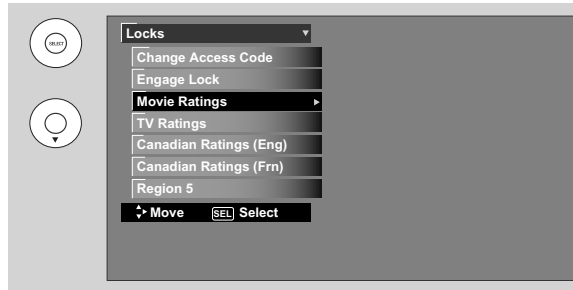 SELECT
Locks
Change Access Code
Engage Lock
Movie Ratings
TV Ratings
Canadian Ratings (Eng)
Canadian Ratings (Frn)
Region 5
Move SEL Select